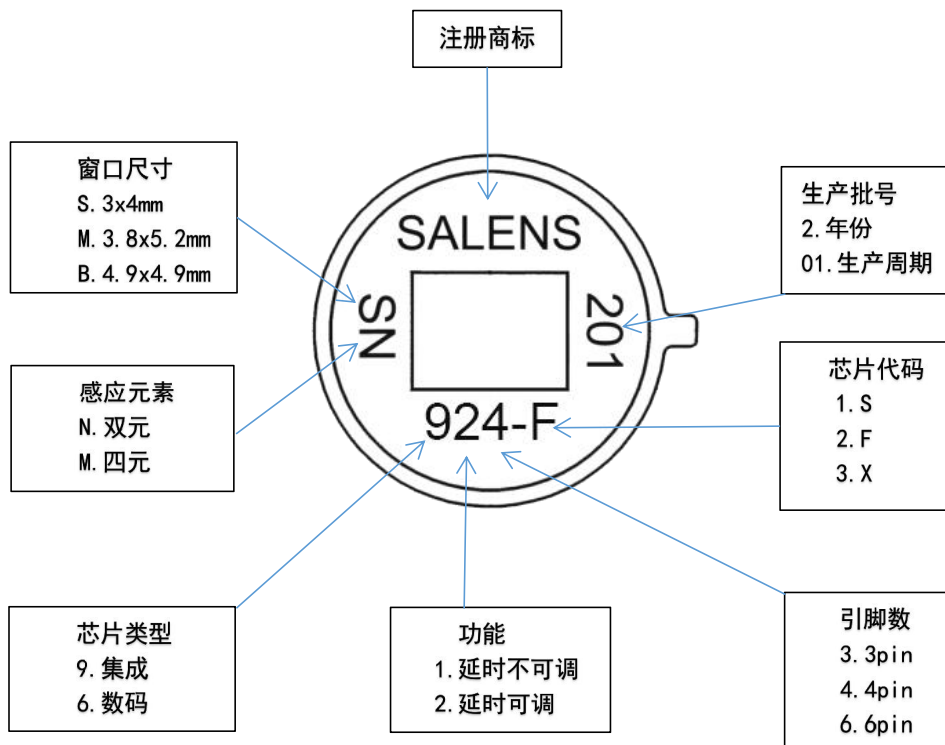 注册商标
窗口尺寸
S.3x4mm
M.3.8x5.2mm
B.4.9x4.9mm
生产批号
2.年份
01.生产周期
SALENS
SN
201
924-F
感应元素
N.双元
M.四元
芯片代码
1.S
2.F
3.X
芯片类型
9.集成
6.数码
功能
1.延时不可调
2.延时可调
引脚数
3.3pin
4.4pin
6.6pin